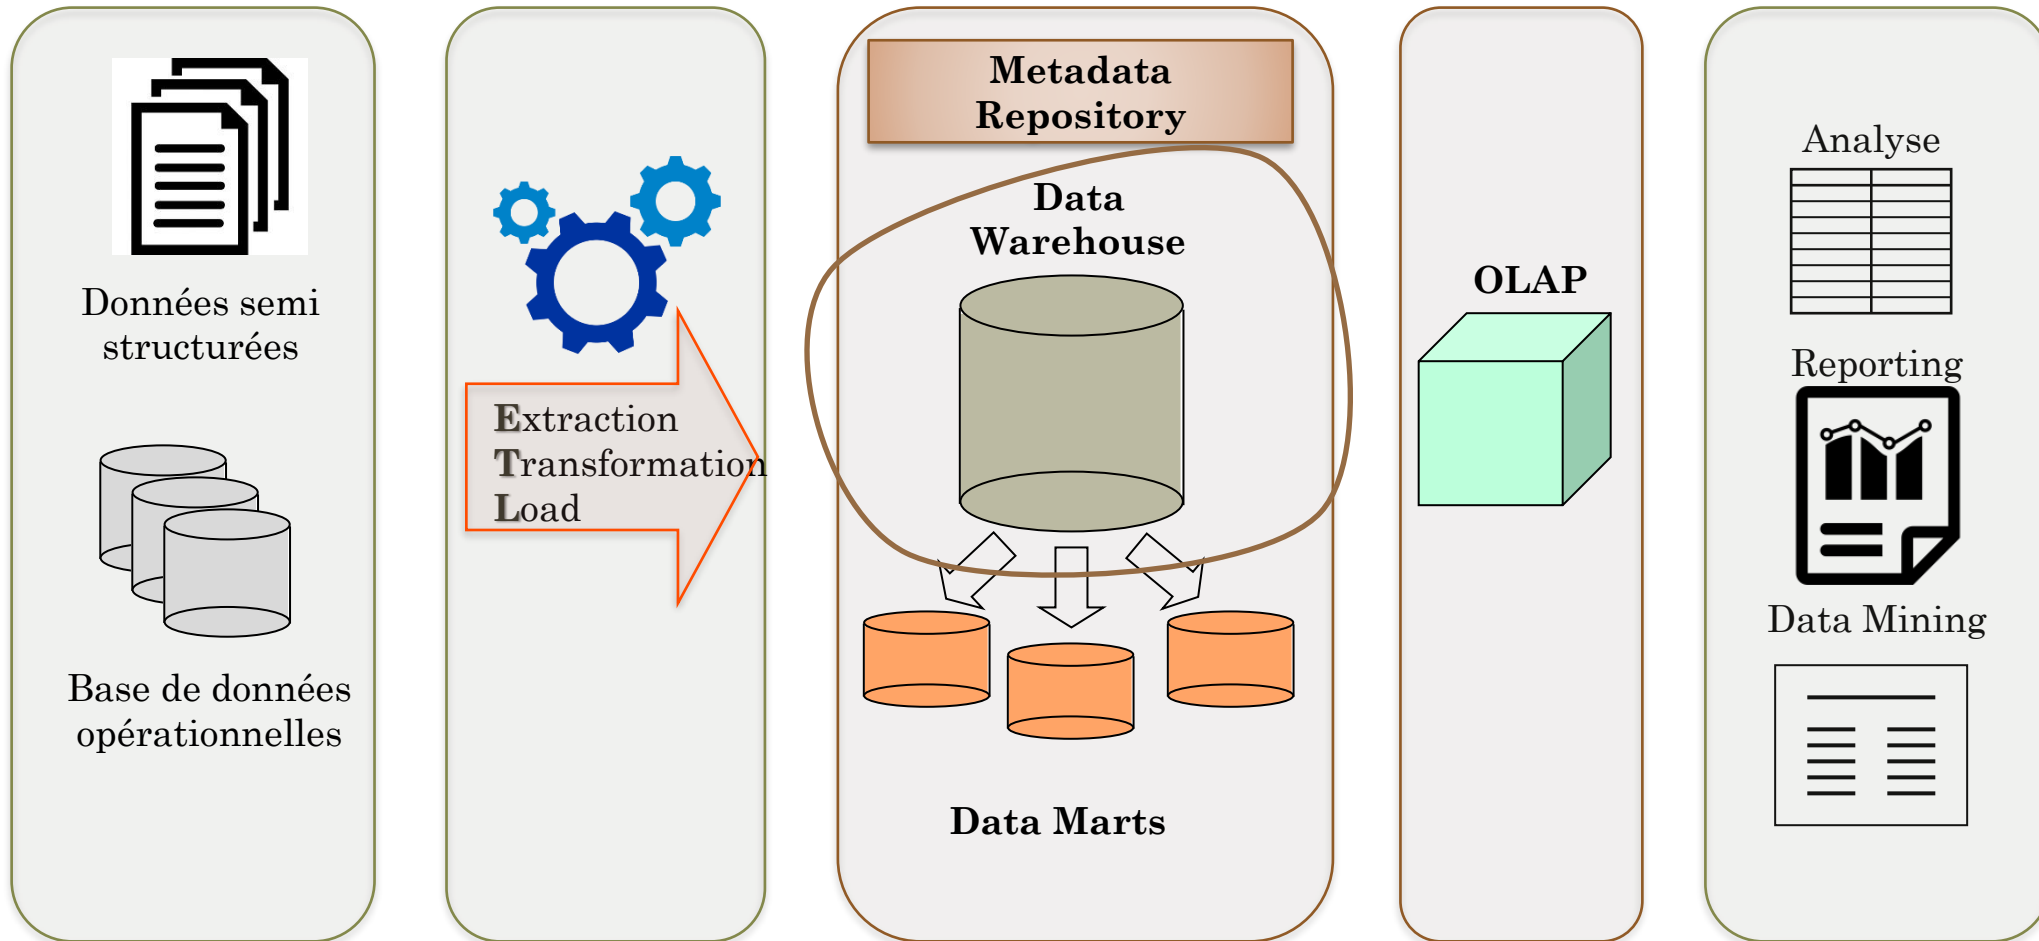 Données semi
structurées
Base de données
opérationnelles
Extraction
Transformation
Load
Metadata
Repository
Data
Warehouse
Data Marts
OLAP
Analyse
Reporting
Data Mining